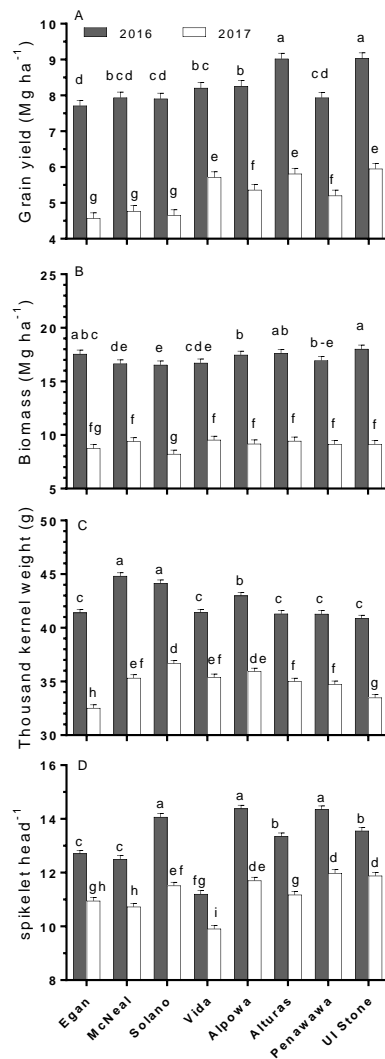 A
2016 2017
Grain yield (Mg ha-1)
10
9
8
7
6
5
4
d bcd cd bc b a cd a
g g g e f e f e
B
Biomass (Mg ha-1)
25
20
15
10
5
0
abc de e cde b ab b-e a
fg f g f f f f f
C
Thousand kernel weight (g)
50
45
40
35
30
c a a c b c c c
h ef d ef de f f g
D
spikelet head-1
16
14
12
10
8
c c a fg a b a b
gh h ef i de g d d
Egan
McNeal
Solano
Vida
Alpowa
Alturas
Penawawa
UI Stone